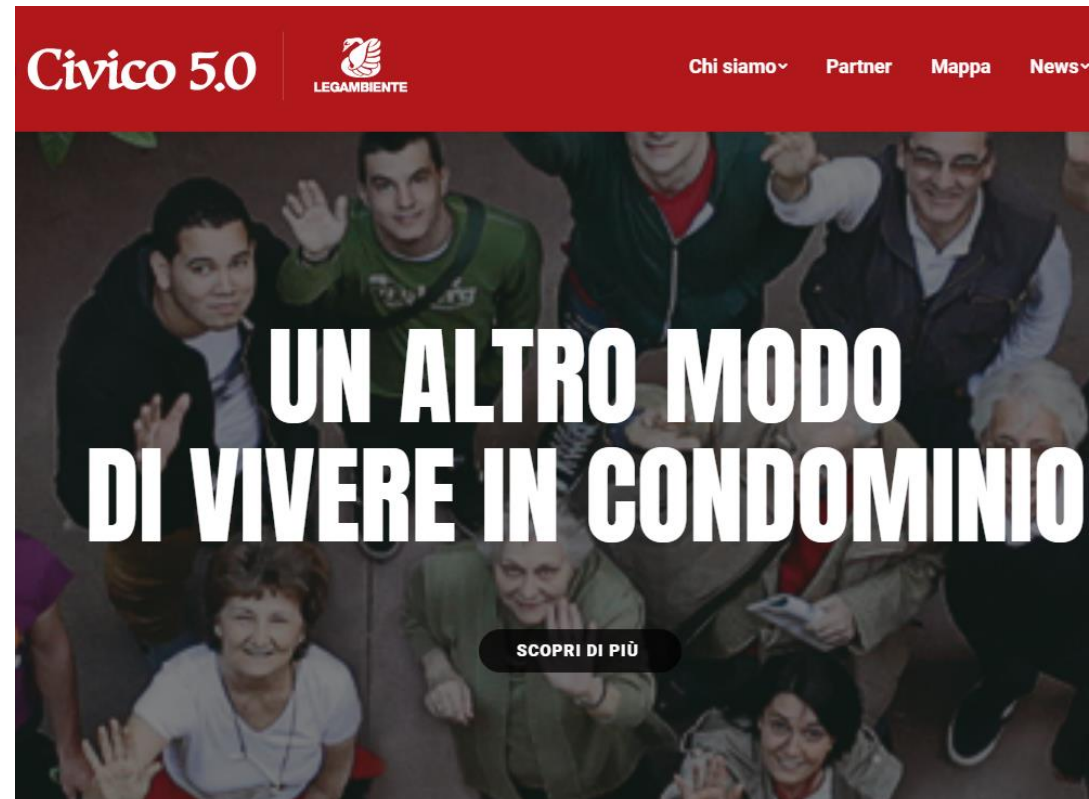 Civico 5.0
LEGAMBIENTE
Chi siamo Partner Mappa News
UN ALTRO MODO
DI VIVERE IN CONDOMINIO
SCOPRI DI PIÙ